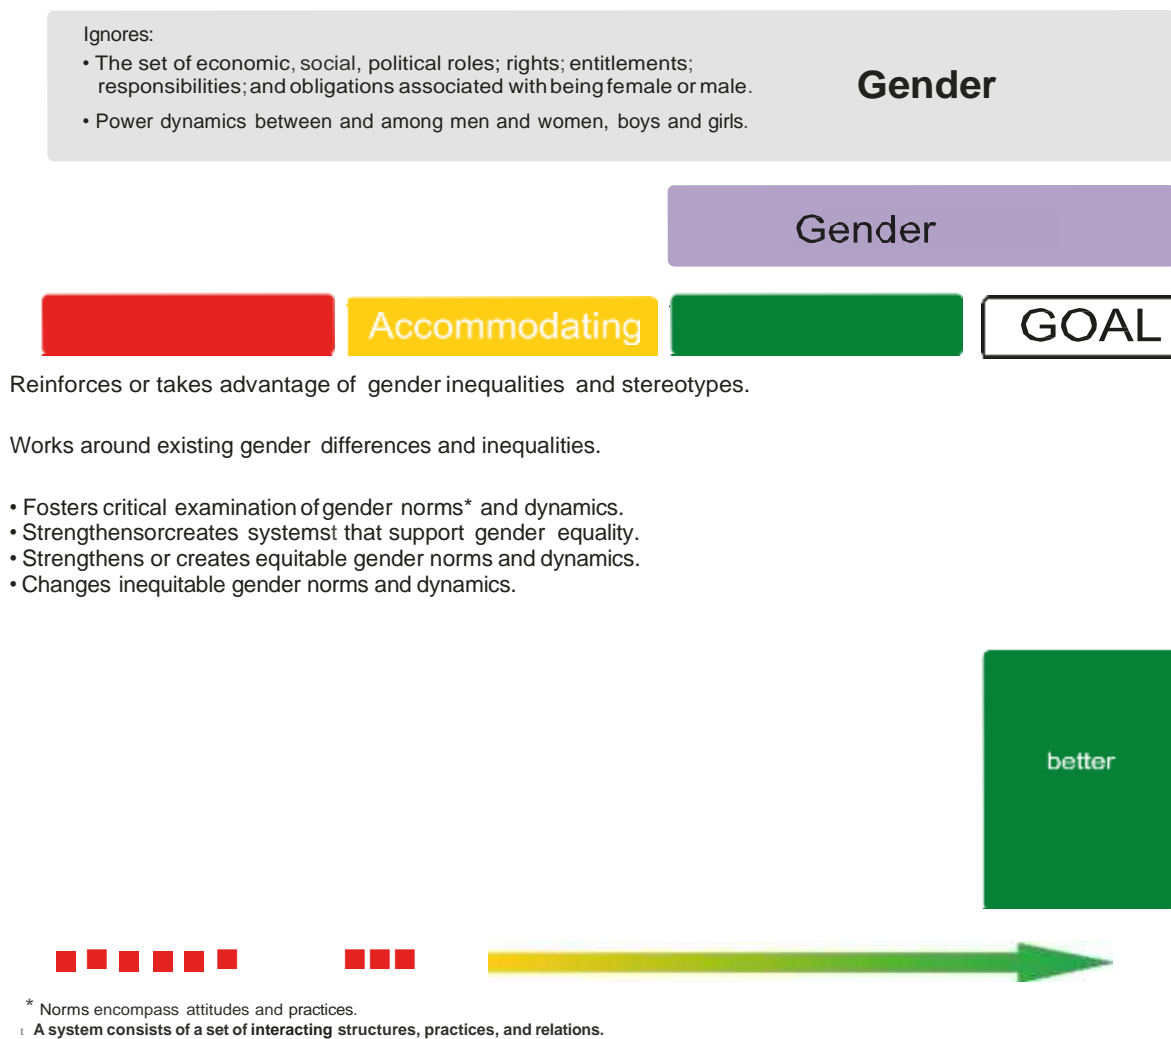 Ignores:
• The set of economic, social, political roles; rights; entitlements;
responsibilities; and obligations associated with being female or male.
• Power dynamics between and among men and women, boys and girls.
Gender
Gender
Accommodating
GOAL
Reinforces or takes advantage of gender inequalities and stereotypes.
Works around existing gender differences and inequalities.
• Fosters critical examination of gender norms* and dynamics.
• Strengthensorcreates systemst that support gender equality.
• Strengthens or creates equitable gender norms and dynamics.
• Changes inequitable gender norms and dynamics.
better
* Norms encompass attitudes and practices.
t A system consists of a set of interacting structures, practices, and relations.